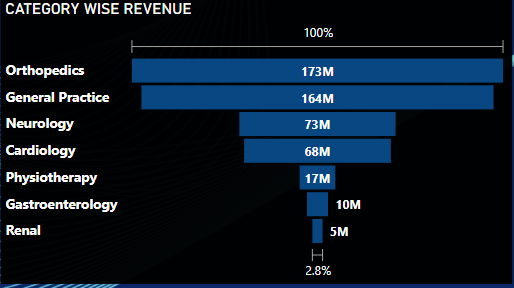 CATEGORY WISE REVENUE
100%
Orthopedics 173M
General Practice 164M
Neurology 73M
Cardiology 68M
Physiotherapy 17M
Gastroenterology 10M
Renal 5M
2.8%